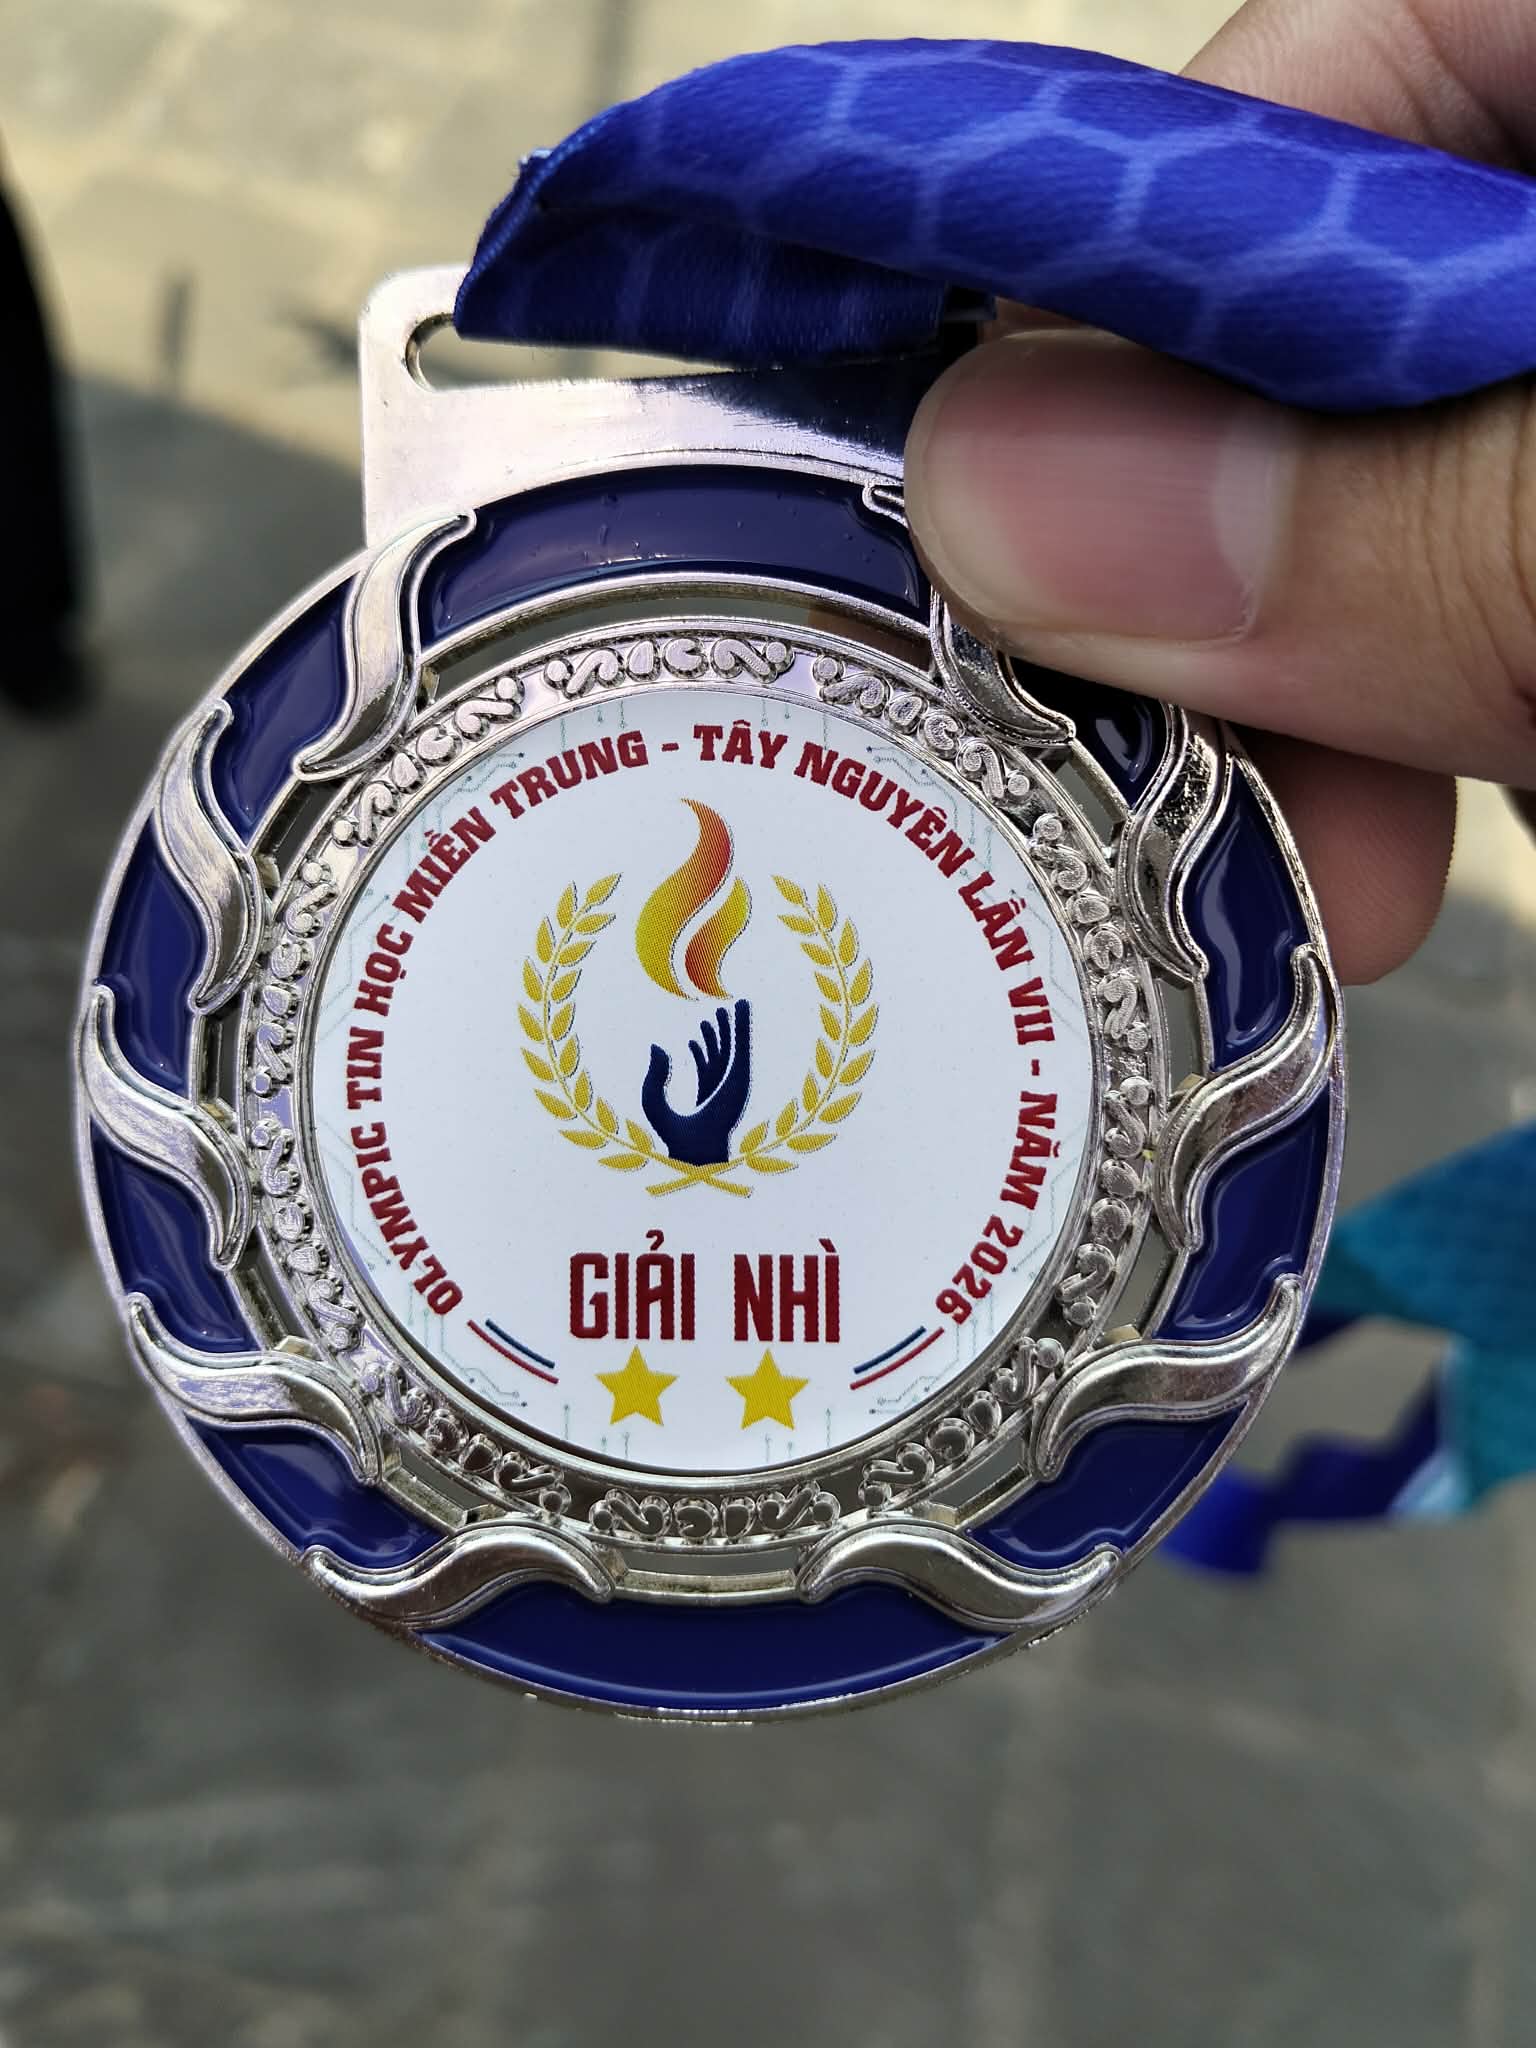 OLYMPIC TIN HỌC MIỀN TRUNG - TÂY NGUYÊN LẦN VII - NĂM 2026
GIẢI NHÌ